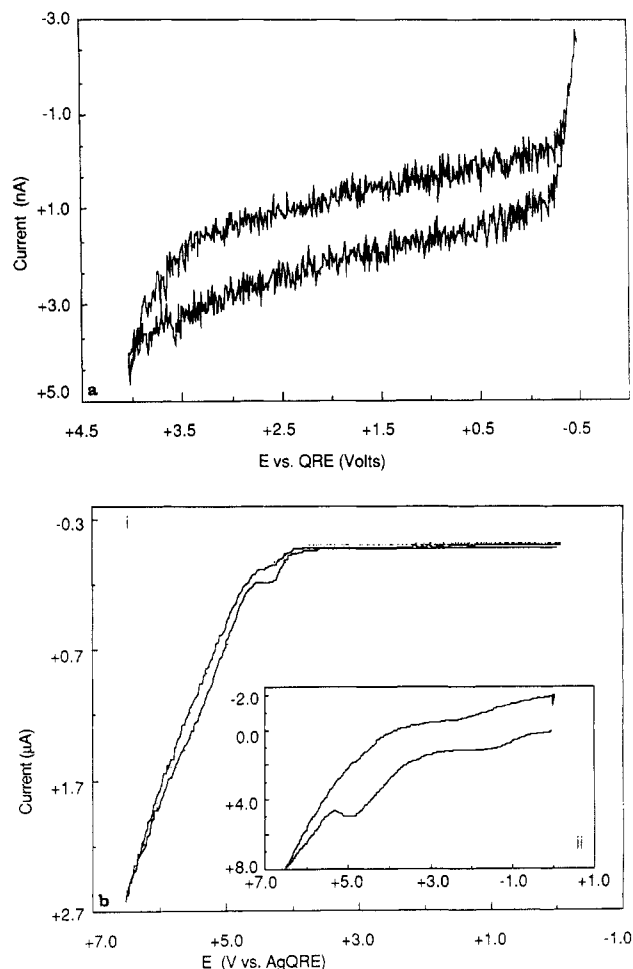 -3.0
-1.0
+1.0
+3.0
+5.0
Current (nA)
a
+4.5 +3.5 +2.5 +1.5 +0.5 -0.5
E vs. QRE (Volts)
i
-0.3
+0.7
+1.7
+2.7
Current (µA)
b
-2.0
0.0
+4.0
+8.0
ii
+7.0 +5.0 +3.0 -1.0 +1.0
+7.0 +5.0 +3.0 +1.0 -1.0
E (V vs. AgQRE)